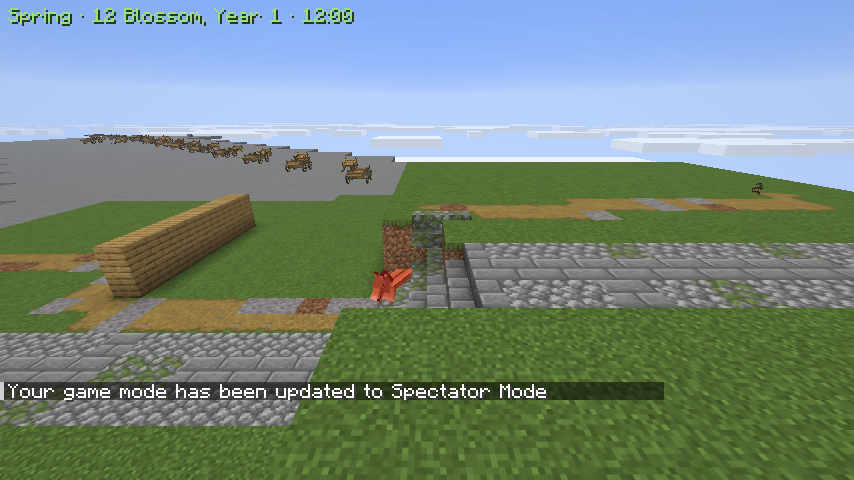 Spring · 12 Blossom, Year 1 · 12:00
Your game mode has been updated to Spectator Mode